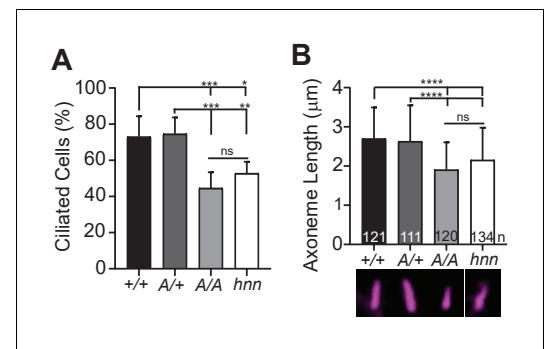 A
B
Ciliated Cells (%)
100
80
60
40
20
0
*** *
*** **
ns
+/+ A/+ A/A hnn
Axoneme Length (μm)
4
3
2
1
0
****
****
ns
121 111 120 134 n
+/+ A/+ A/A hnn